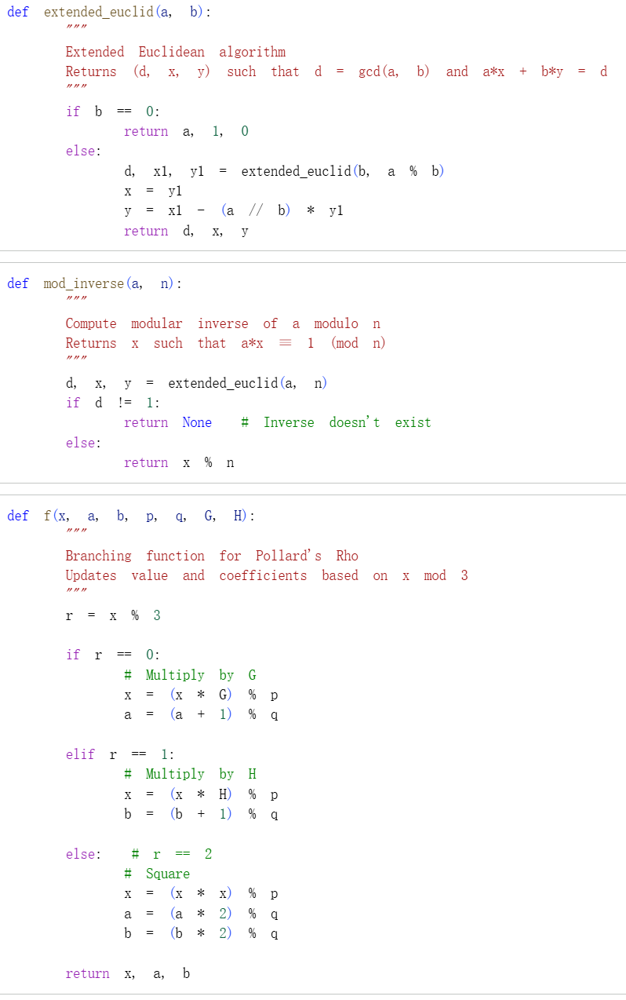 def extended_euclid(a, b):
"""
Extended Euclidean algorithm
Returns (d, x, y) such that d = gcd(a, b) and a*x + b*y = d
"""
if b == 0:
return a, 1, 0
else:
d, x1, y1 = extended_euclid(b, a % b)
x = y1
y = x1 - (a // b) * y1
return d, x, y
def mod_inverse(a, n):
"""
Compute modular inverse of a modulo n
Returns x such that a*x ≡ 1 (mod n)
"""
d, x, y = extended_euclid(a, n)
if d != 1:
return None # Inverse doesn't exist
else:
return x % n
def f(x, a, b, p, q, G, H):
"""
Branching function for Pollard's Rho
Updates value and coefficients based on x mod 3
"""
r = x % 3
if r == 0:
# Multiply by G
x = (x * G) % p
a = (a + 1) % q
elif r == 1:
# Multiply by H
x = (x * H) % p
b = (b + 1) % q
else: # r == 2
# Square
x = (x * x) % p
a = (a * 2) % q
b = (b * 2) % q
return x, a, b